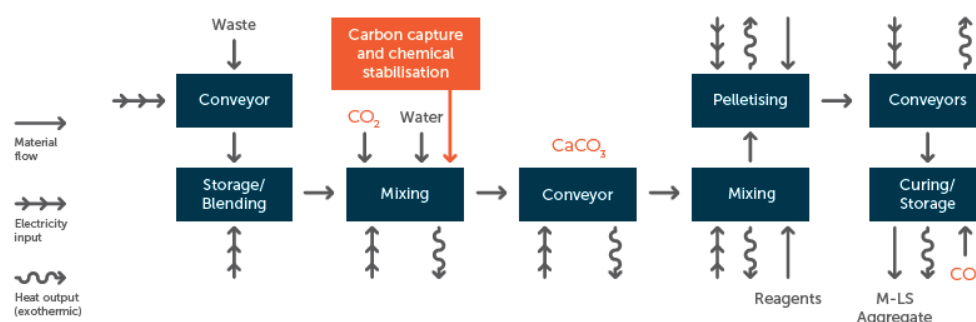 Waste
Carbon capture
and chemical
stabilisation
Conveyor
Pelletising
Conveyors
Material
flow
CO₂
Water
CaCO₃
Storage/
Blending
Mixing
Conveyor
Mixing
Curing/
Storage
Electricity
input
Heat output
(exothermic)
Reagents
M-LS
Aggregate
CO